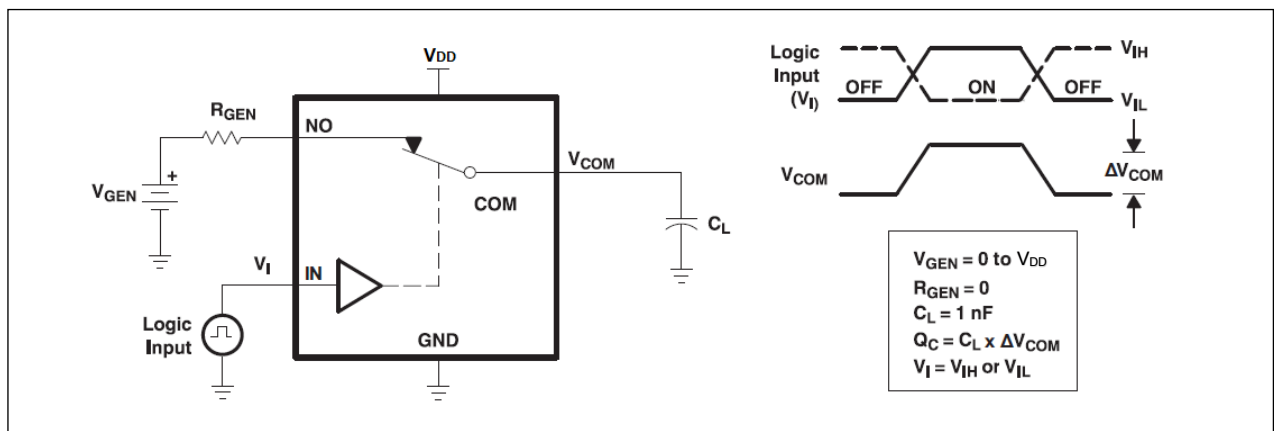 VDD
RGEN
NO
VCOM
COM
VGEN
+
CL
VI
IN
Logic
Input
GND
Logic
Input
(VI)
OFF
ON
OFF
VIH
VIL
VCOM
ΔVCOM
VGEN = 0 to VDD
RGEN = 0
CL = 1 nF
QC = CL x ΔVCOM
VI = VIH or VIL